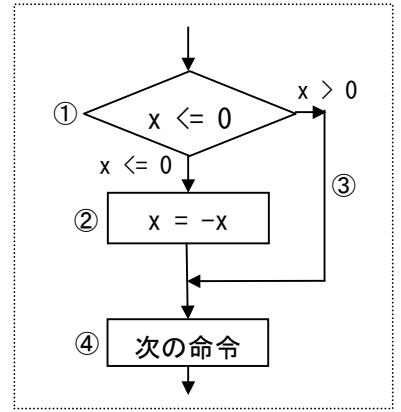 x > 0
① x <= 0
x <= 0
③
② x = -x
④ 次の命令